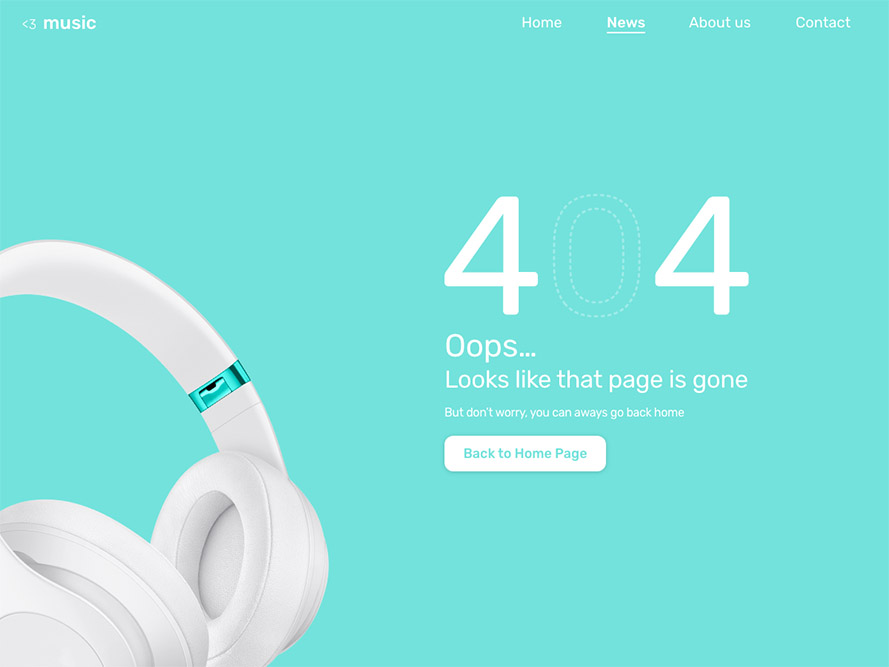 <3 music
Home News About us Contact
404
Oops...
Looks like that page is gone
But don't worry, you can aways go back home
Back to Home Page